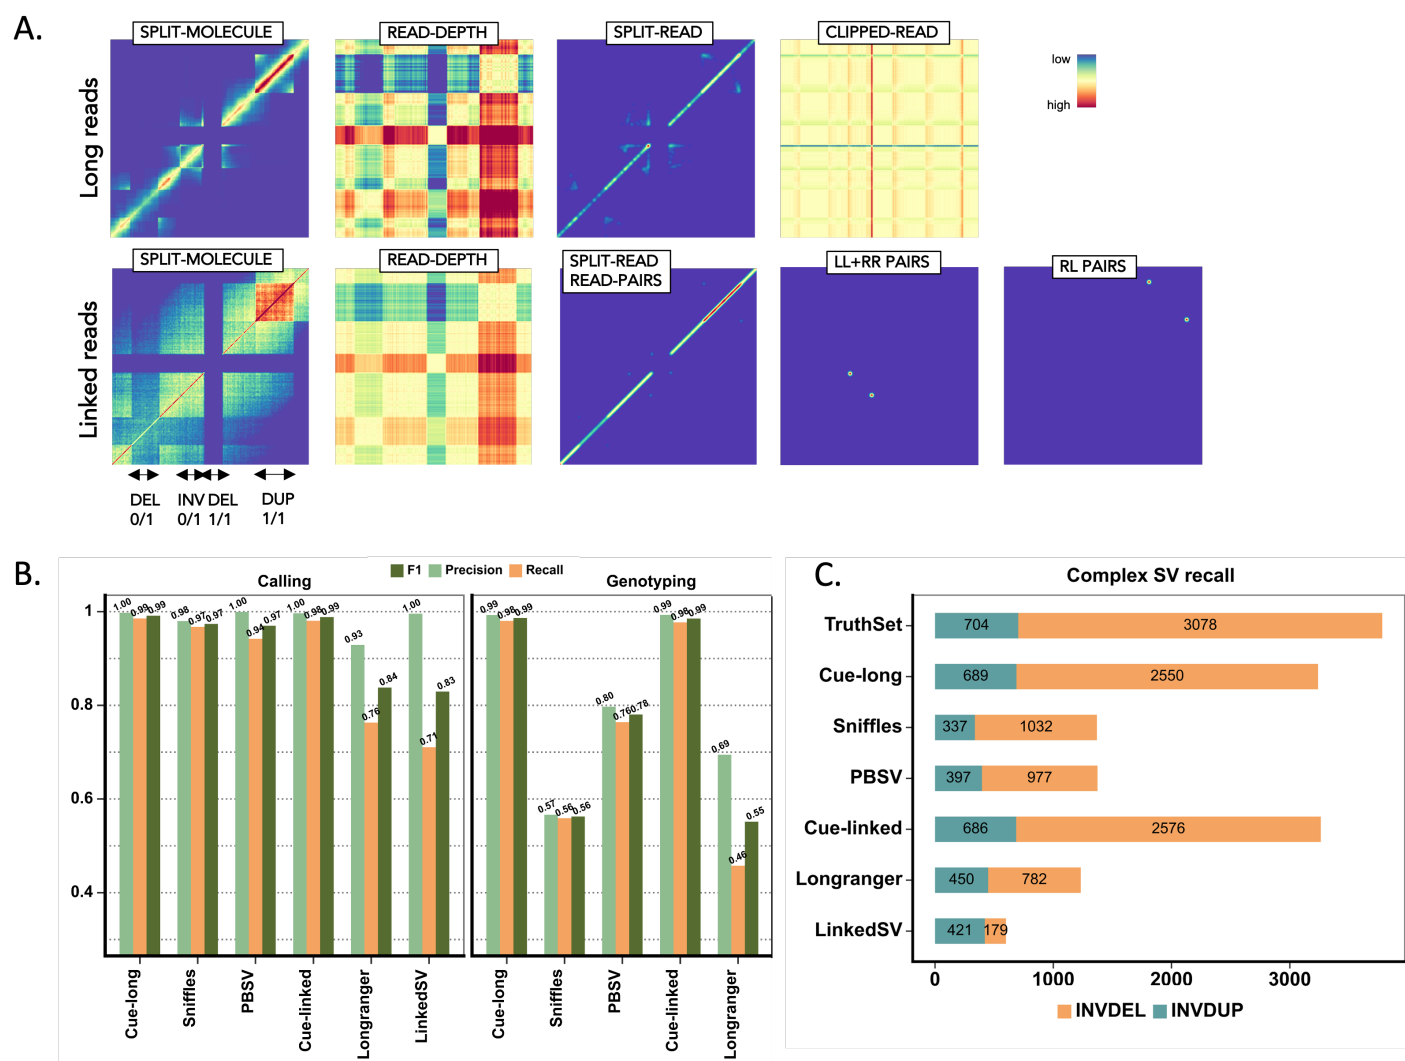 A.
SPLIT-MOLECULE
READ-DEPTH
SPLIT-READ
CLIPPED-READ
low
high
Long reads
SPLIT-MOLECULE
READ-DEPTH
SPLIT-READ
READ-PAIRS
LL+RR PAIRS
RL PAIRS
Linked reads
DEL INV DEL DUP
0/1 0/1 1/1 1/1
B.
F1 Precision Recall
Calling Genotyping
1
0.8
0.6
0.4
1.00 0.99 0.99 0.98 0.97 0.97 1.00 0.94 0.97 1.00 0.98 0.99 0.93 0.76 0.84 1.00 0.71 0.83
0.99 0.98 0.99 0.57 0.56 0.56 0.80 0.76 0.78 0.99 0.98 0.99 0.69 0.46 0.55
Cue-long Sniffles PBSV Cue-linked Longranger LinkedSV
Cue-long Sniffles PBSV Cue-linked Longranger
C.
Complex SV recall
TruthSet 704 3078
Cue-long 689 2550
Sniffles 337 1032
PBSV 397 977
Cue-linked 686 2576
Longranger 450 782
LinkedSV 421 179
0 1000 2000 3000
INVDEL INVDUP